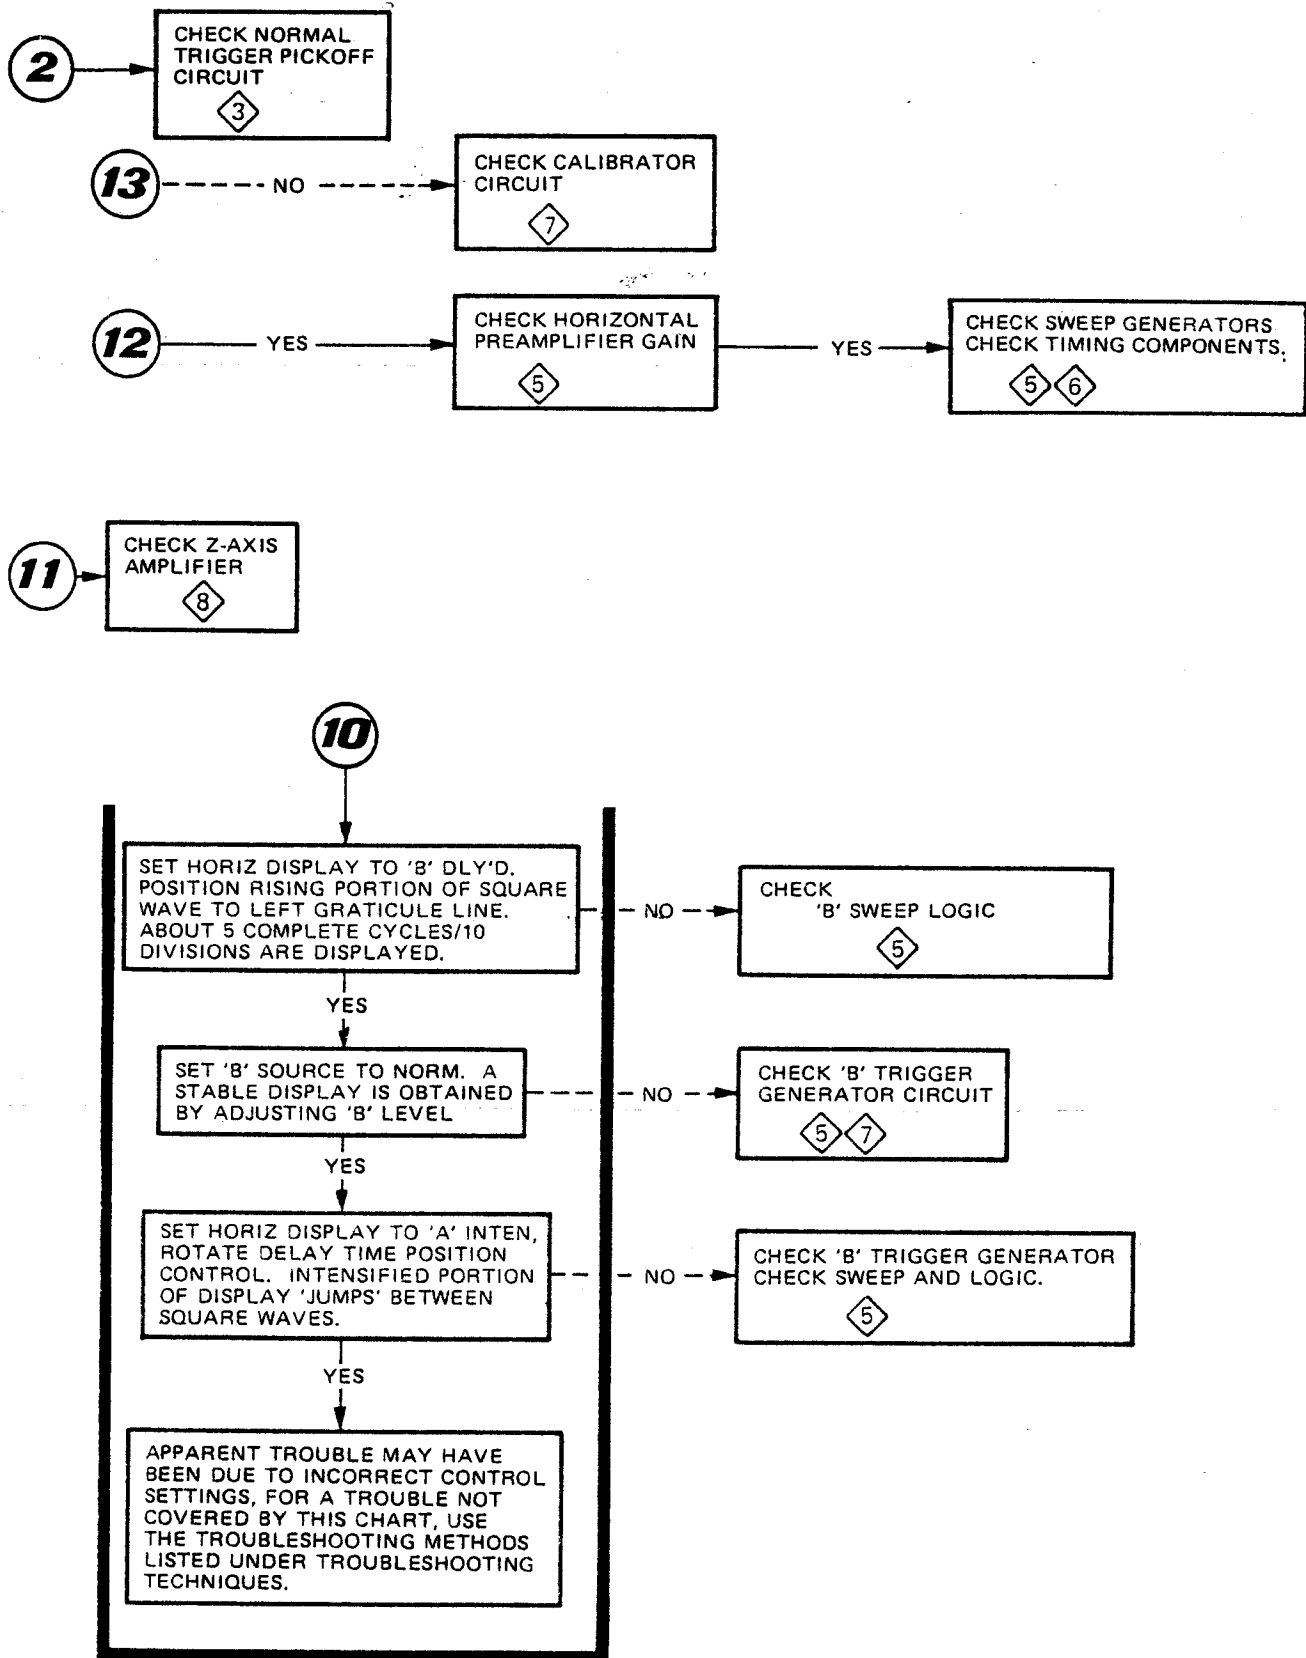 2
CHECK NORMAL
TRIGGER PICKOFF
CIRCUIT
3
13
NO
CHECK CALIBRATOR
CIRCUIT
7
12
YES
CHECK HORIZONTAL
PREAMPLIFIER GAIN
5
YES
CHECK SWEEP GENERATORS
CHECK TIMING COMPONENTS.
5 6
11
CHECK Z-AXIS
AMPLIFIER
8
10
SET HORIZ DISPLAY TO 'B' DLY'D.
POSITION RISING PORTION OF SQUARE
WAVE TO LEFT GRATICULE LINE.
ABOUT 5 COMPLETE CYCLES/10
DIVISIONS ARE DISPLAYED.
NO
CHECK
'B' SWEEP LOGIC
5
YES
SET 'B' SOURCE TO NORM. A
STABLE DISPLAY IS OBTAINED
BY ADJUSTING 'B' LEVEL
NO
CHECK 'B' TRIGGER
GENERATOR CIRCUIT
5 7
YES
SET HORIZ DISPLAY TO 'A' INTEN,
ROTATE DELAY TIME POSITION
CONTROL. INTENSIFIED PORTION
OF DISPLAY 'JUMPS' BETWEEN
SQUARE WAVES.
NO
CHECK 'B' TRIGGER GENERATOR
CHECK SWEEP AND LOGIC.
5
YES
APPARENT TROUBLE MAY HAVE
BEEN DUE TO INCORRECT CONTROL
SETTINGS, FOR A TROUBLE NOT
COVERED BY THIS CHART, USE
THE TROUBLESHOOTING METHODS
LISTED UNDER TROUBLESHOOTING
TECHNIQUES.